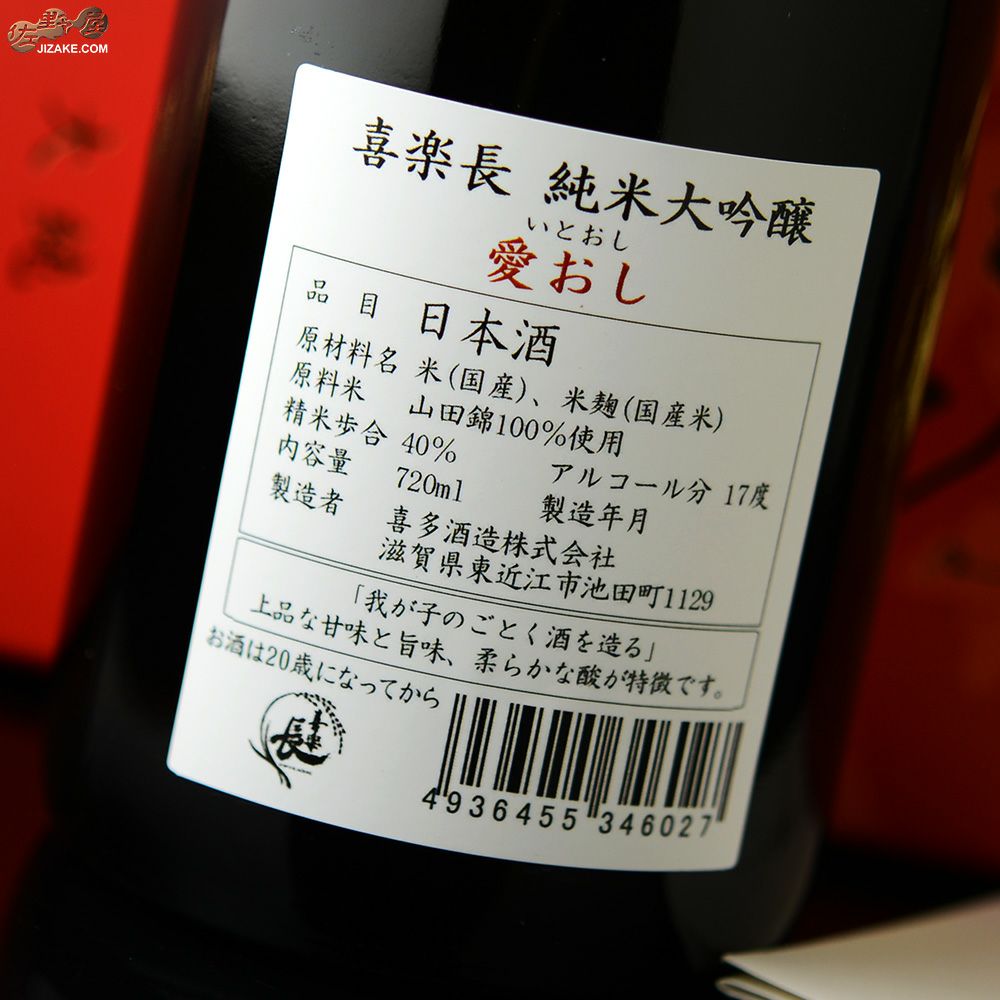 佐野屋
JIZAKE.COM
喜楽長 純米大吟醸
いとおし
愛おし
品目 日本酒
原材料名 米(国産)、米麹(国産米)
原料米 山田錦100%使用
精米歩合 40% アルコール分 17度
内容量 720ml 製造年月
製造者 喜多酒造株式会社
滋賀県東近江市池田町1129
「我が子のごとく酒を造る」
上品な甘味と旨味、柔らかな酸が特徴です。
お酒は20歳になってから
喜楽長
4936455346027